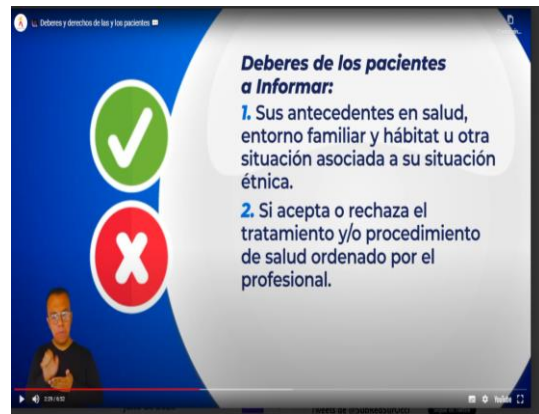 Deberes y derechos de las y los pacientes
Deberes de los pacientes
a Informar:
1. Sus antecedentes en salud,
entorno familiar y hábitat u otra
situación asociada a su situación
étnica.
2. Si acepta o rechaza el
tratamiento y/o procedimiento
de salud ordenado por el
profesional.
YouTube